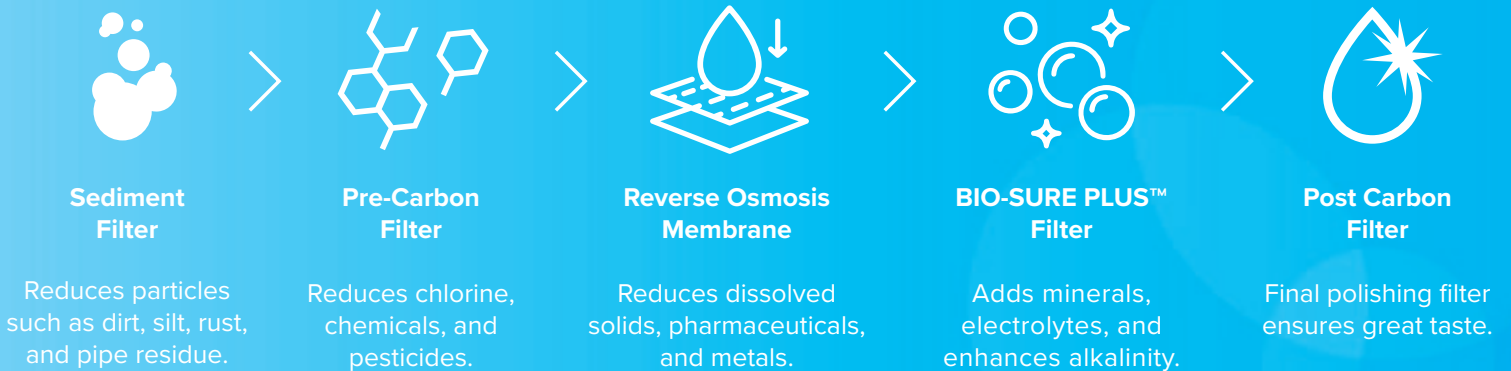 Sediment
Filter
Reduces particles
such as dirt, silt, rust,
and pipe residue.
Pre-Carbon
Filter
Reduces chlorine,
chemicals, and
pesticides.
Reverse Osmosis
Membrane
Reduces dissolved
solids, pharmaceuticals,
and metals.
BIO-SURE PLUS™
Filter
Adds minerals,
electrolytes, and
enhances alkalinity.
Post Carbon
Filter
Final polishing filter
ensures great taste.